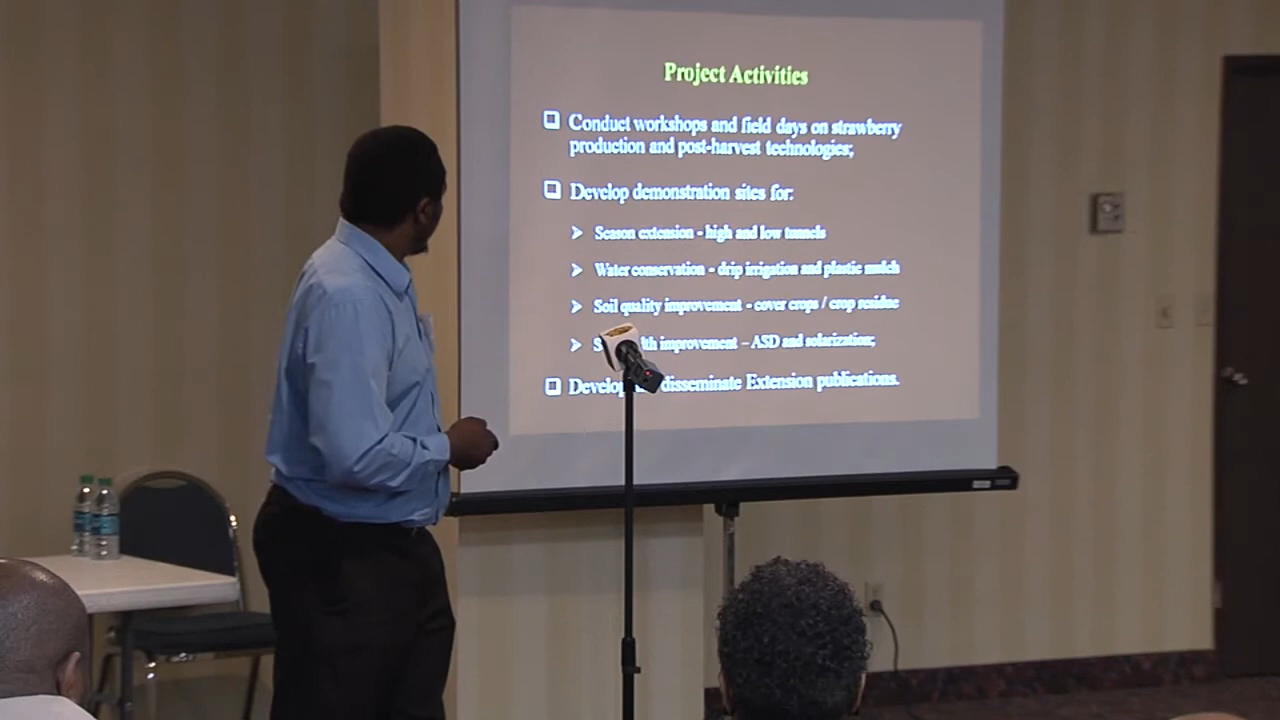 Project Activities
Conduct workshops and field days on strawberry
production and post-harvest technologies;
Develop demonstration sites for:
Season extension - high and low tunnels
Water conservation - drip irrigation and plastic mulch
Soil quality improvement - cover crops / crop residue
improvement – ASD and solarization;
Develop disseminate Extension publications.